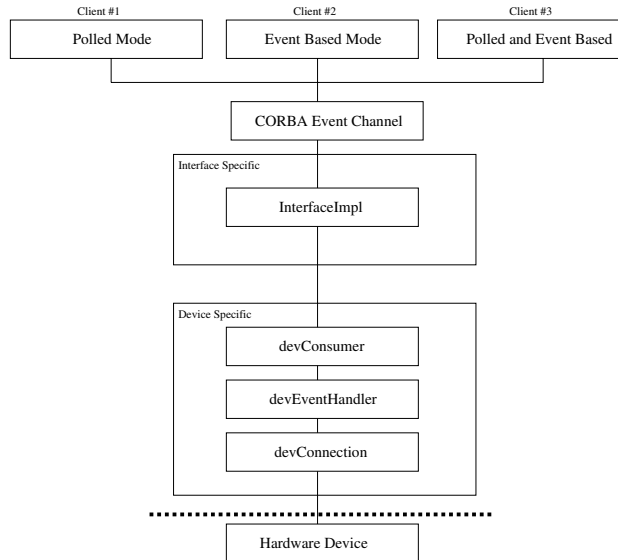 Client #1
Client #2
Client #3
Polled Mode
Event Based Mode
Polled and Event Based
CORBA Event Channel
Interface Specific
InterfaceImpl
Device Specific
devConsumer
devEventHandler
devConnection
Hardware Device